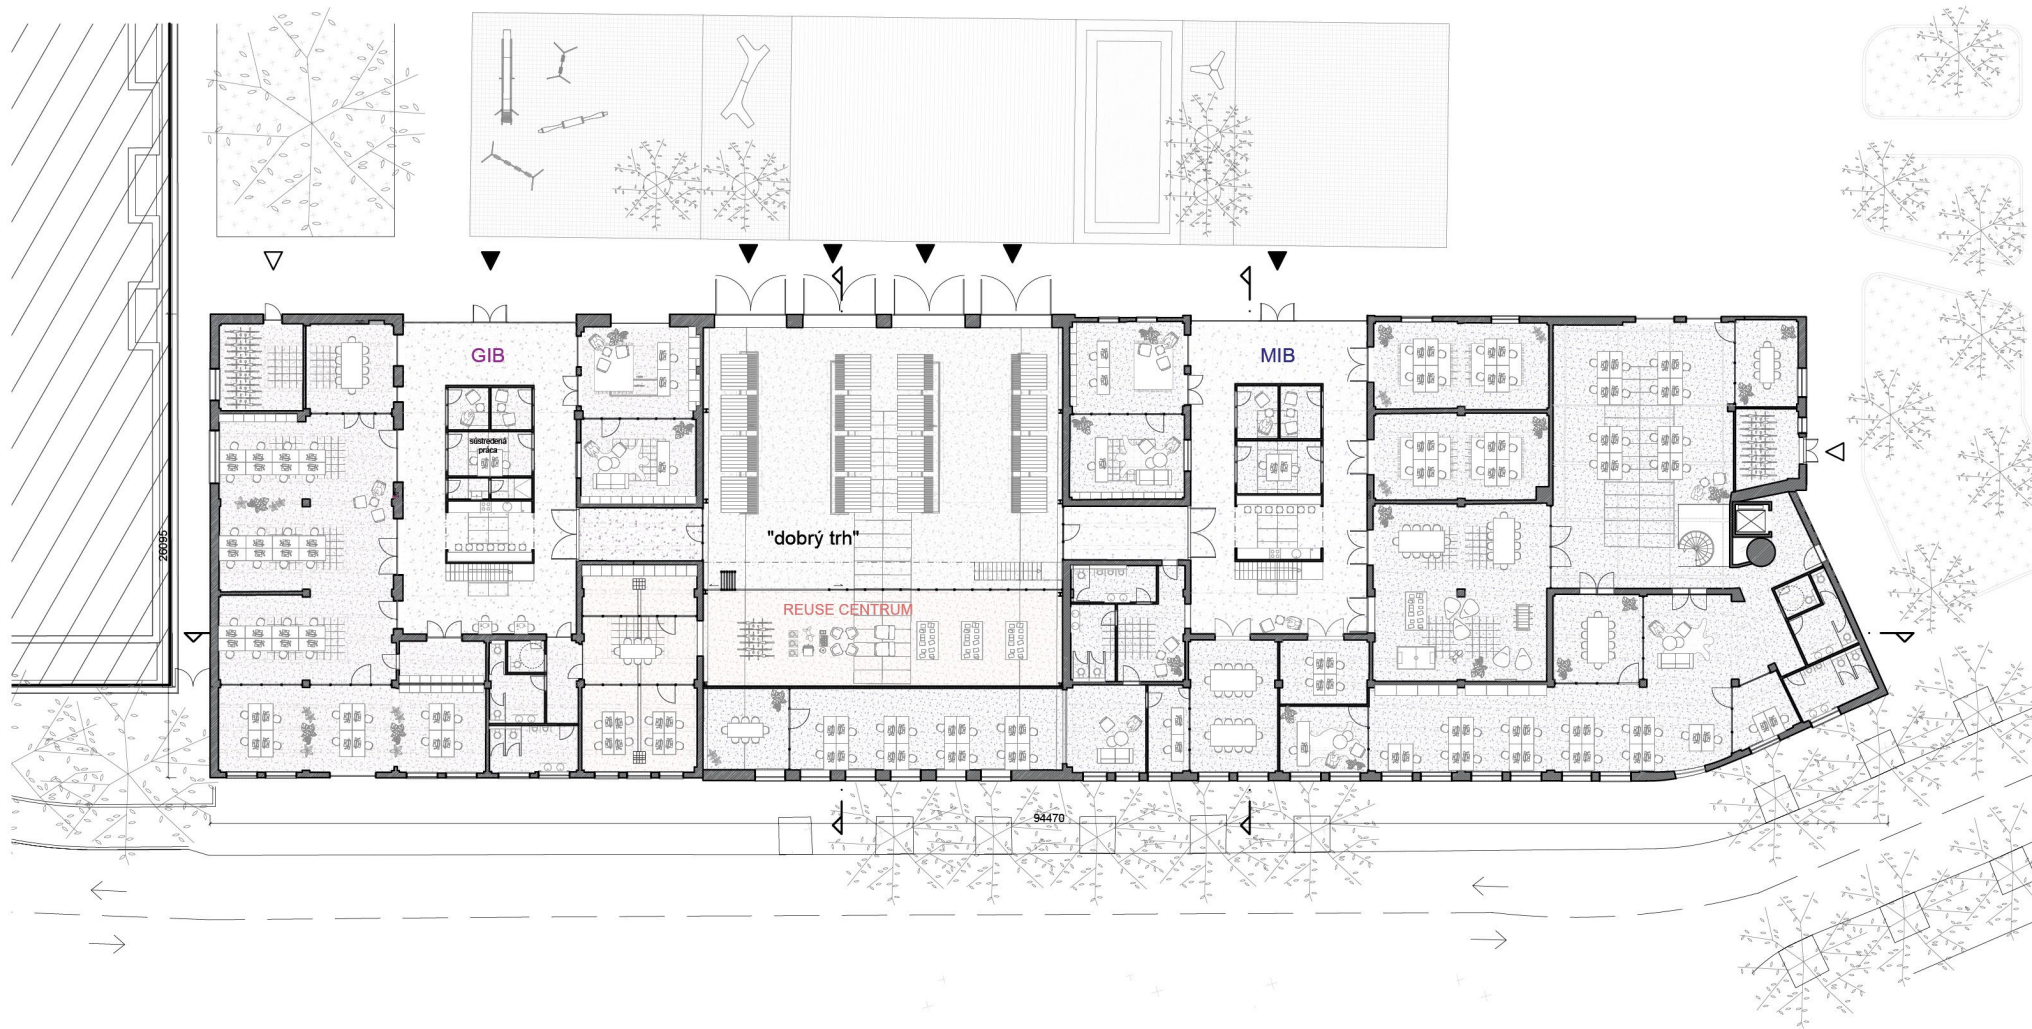 GIB
MIB
sústredená
práca
"dobrý trh"
26095
REUSE CENTRUM
94470